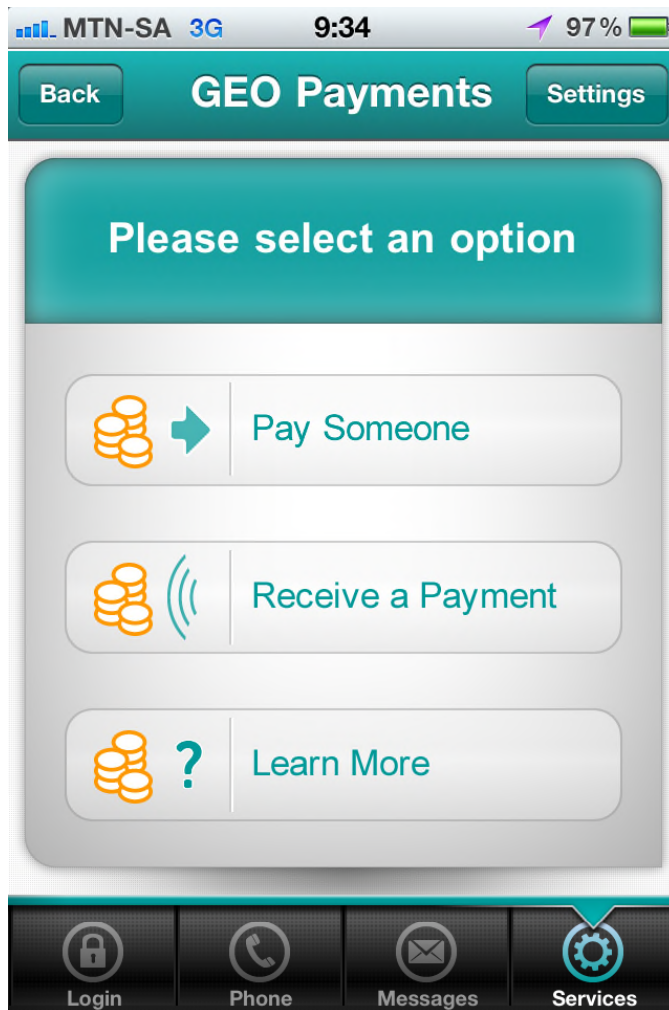 MTN-SA 3G 9:34 97%
Back GEO Payments Settings
Please select an option
Pay Someone
Receive a Payment
? Learn More
Login Phone Messages Services